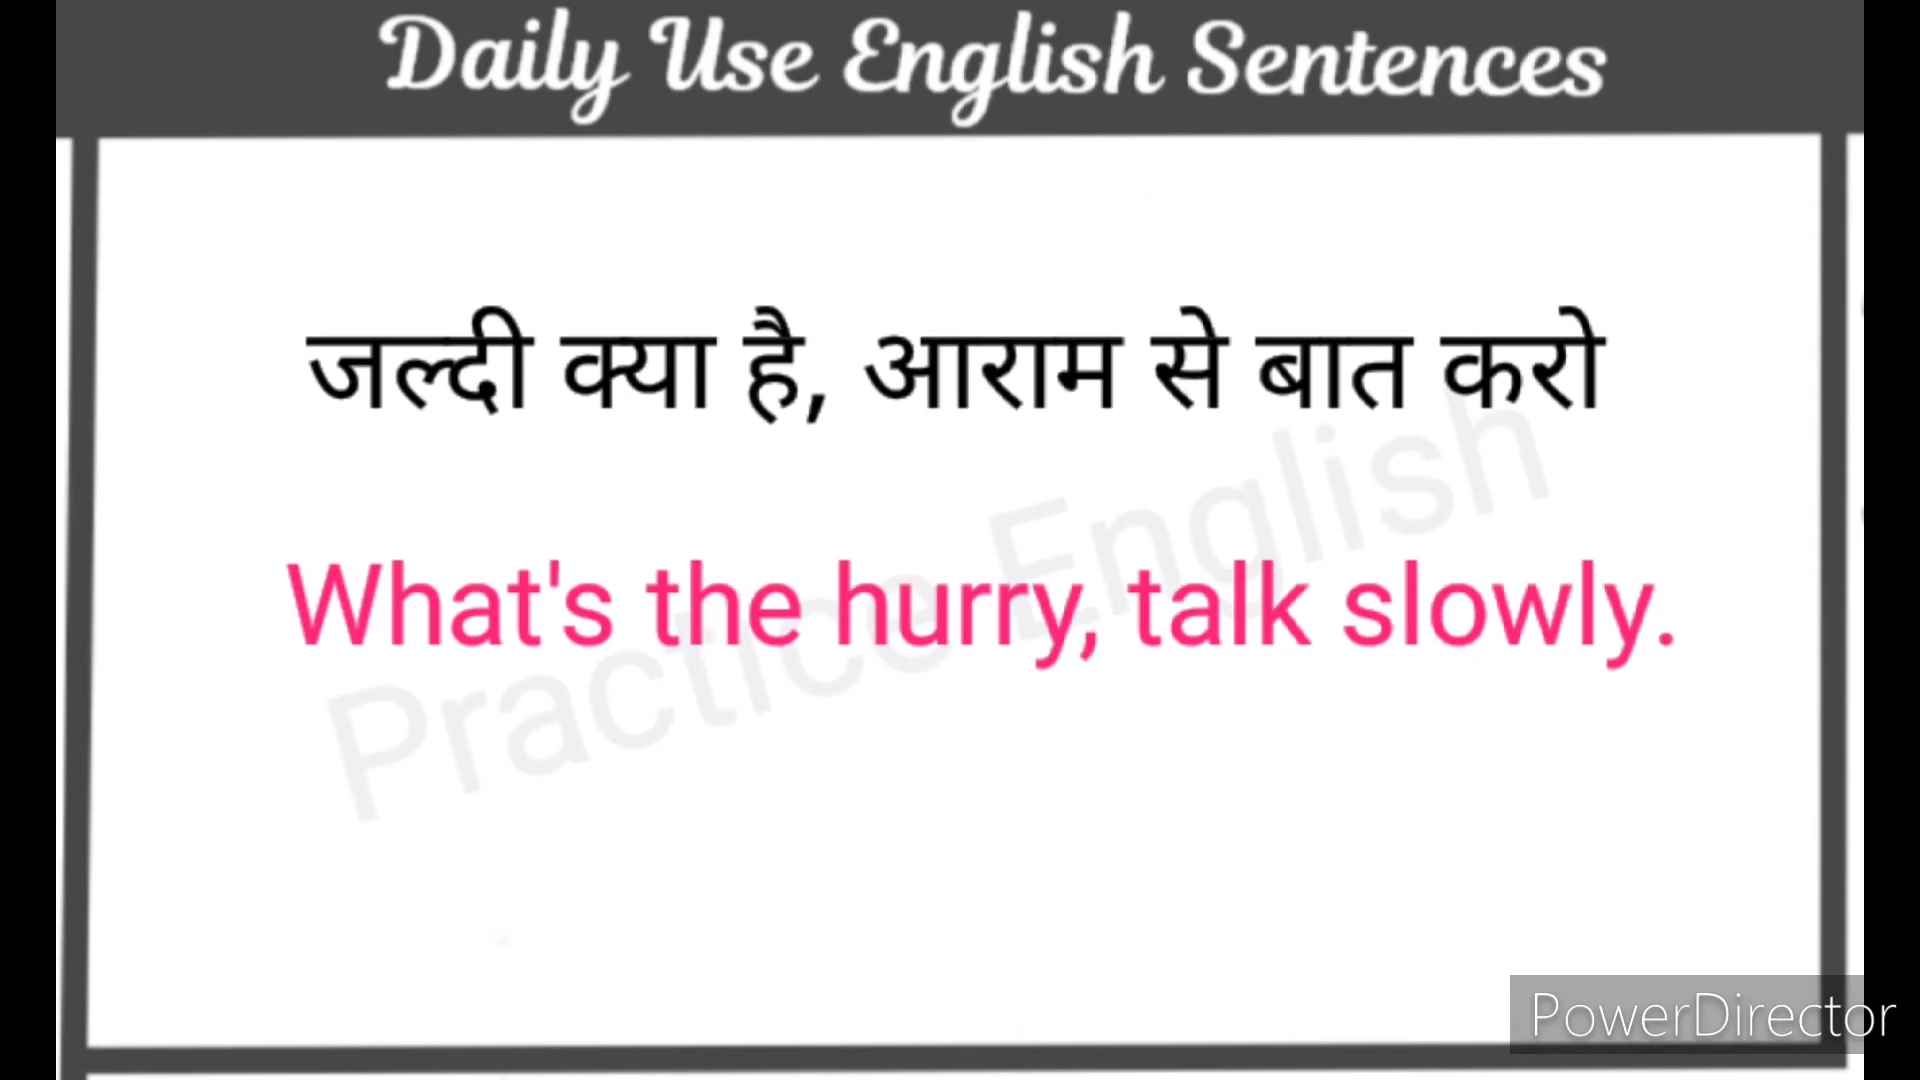 Daily Use English Sentences
जल्दी क्या है, आराम से बात करो
What's the hurry, talk slowly.
Practice English
PowerDirector